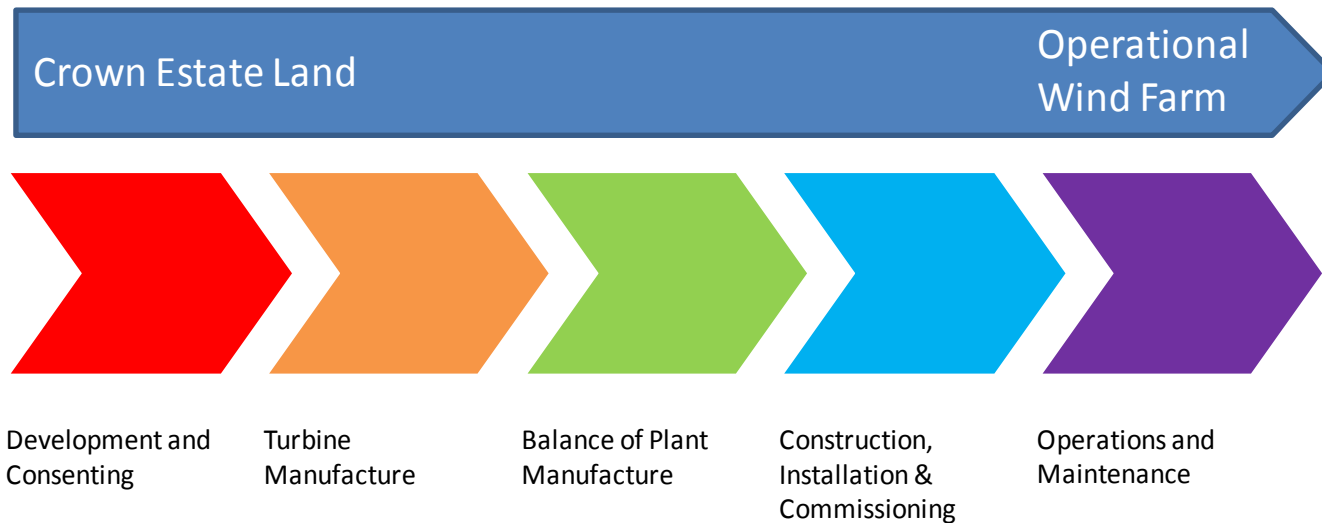 Crown Estate Land
Operational
Wind Farm
Development and
Consenting
Turbine
Manufacture
Balance of Plant
Manufacture
Construction,
Installation &
Commissioning
Operations and
Maintenance